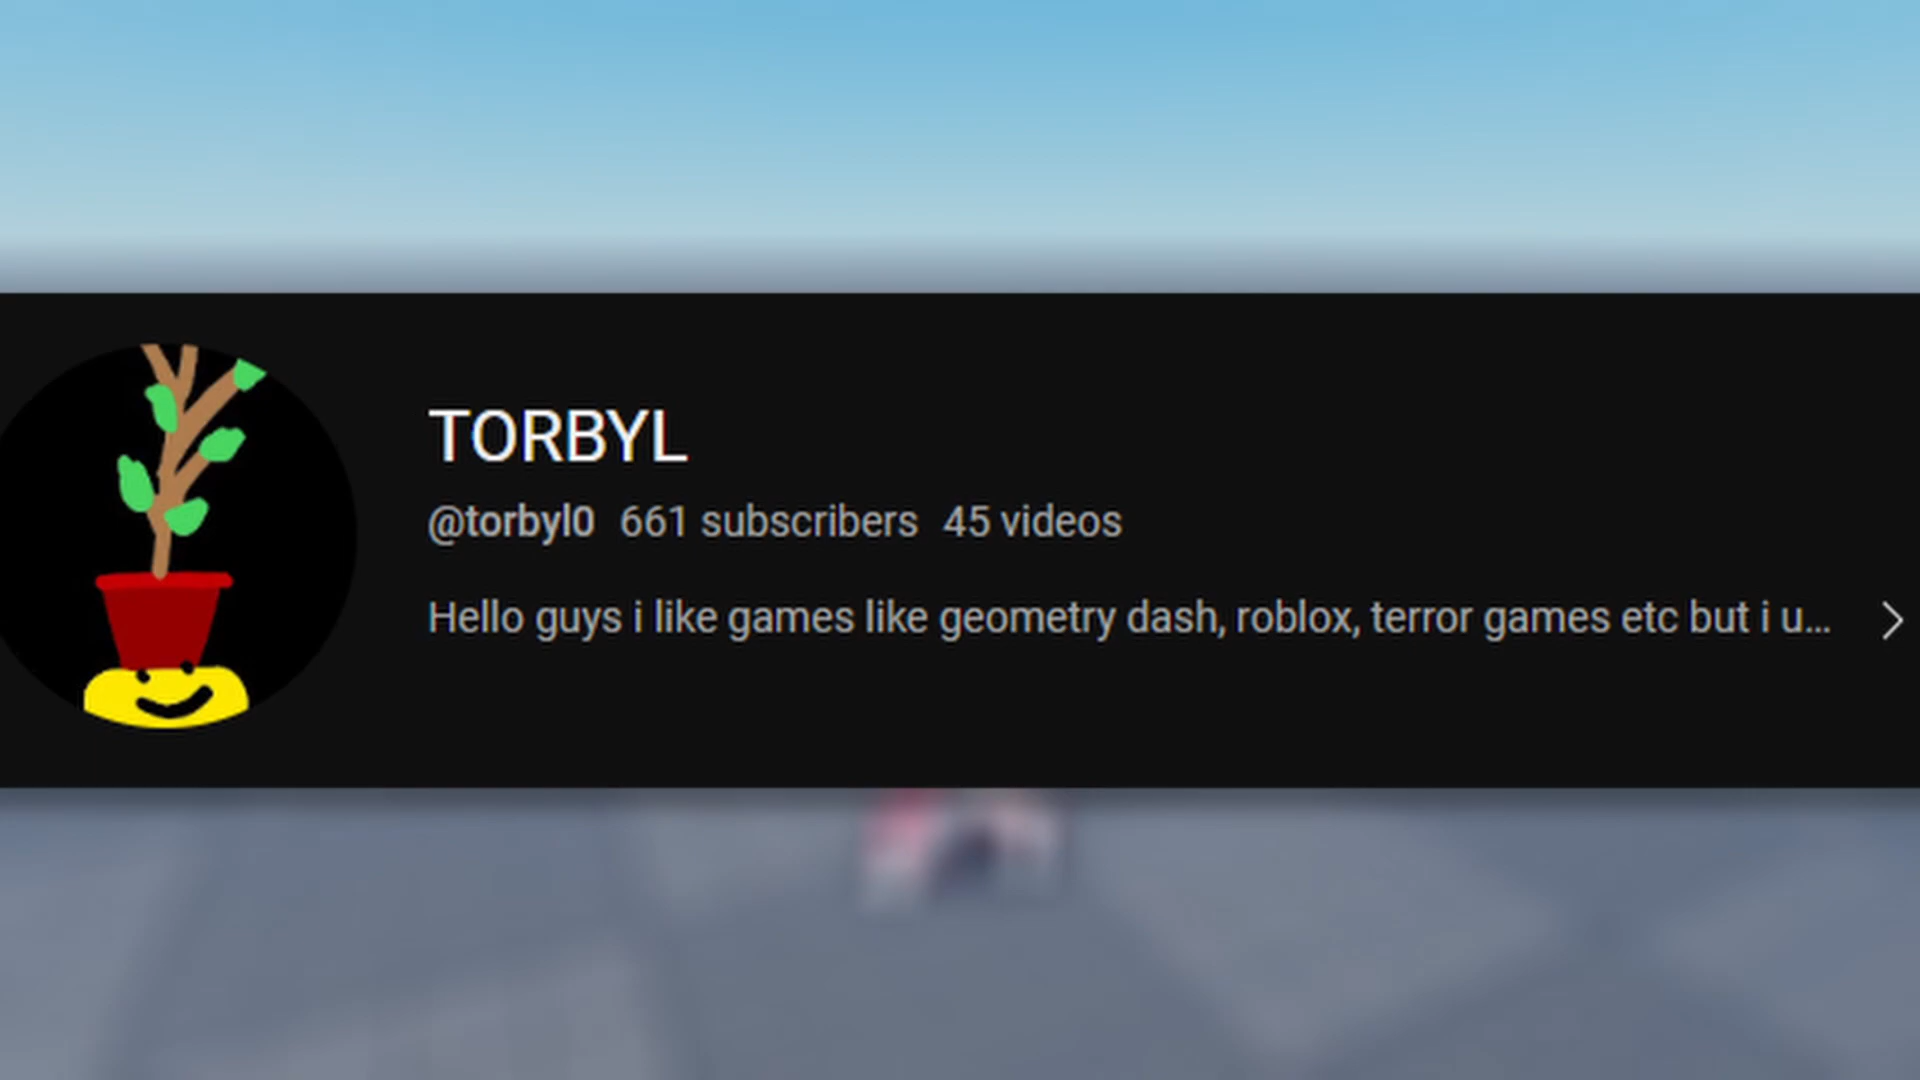 TORBYL
@torbyl0 661 subscribers 45 videos
Hello guys i like games like geometry dash, roblox, terror games etc but i u...